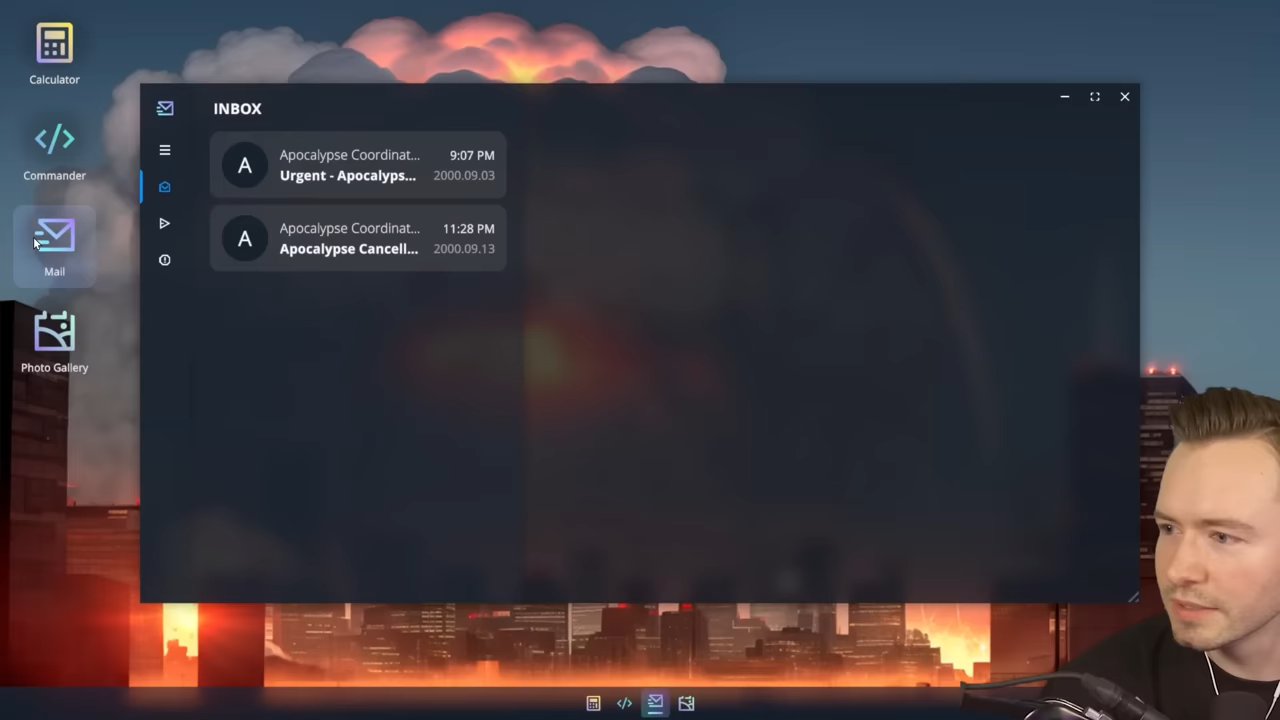 Calculator
Commander
Mail
Photo Gallery
INBOX
A
Apocalypse Coordinat... 9:07 PM
Urgent - Apocalyps... 2000.09.03
A
Apocalypse Coordinat... 11:28 PM
Apocalypse Cancell... 2000.09.13